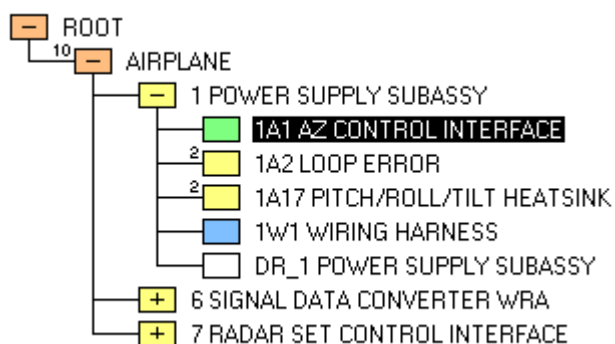 ROOT
10 AIRPLANE
1 POWER SUPPLY SUBASSY
1A1 AZ CONTROL INTERFACE
2 1A2 LOOP ERROR
2 1A17 PITCH/ROLL/TILT HEATSINK
1W1 WIRING HARNESS
DR_1 POWER SUPPLY SUBASSY
6 SIGNAL DATA CONVERTER WRA
7 RADAR SET CONTROL INTERFACE